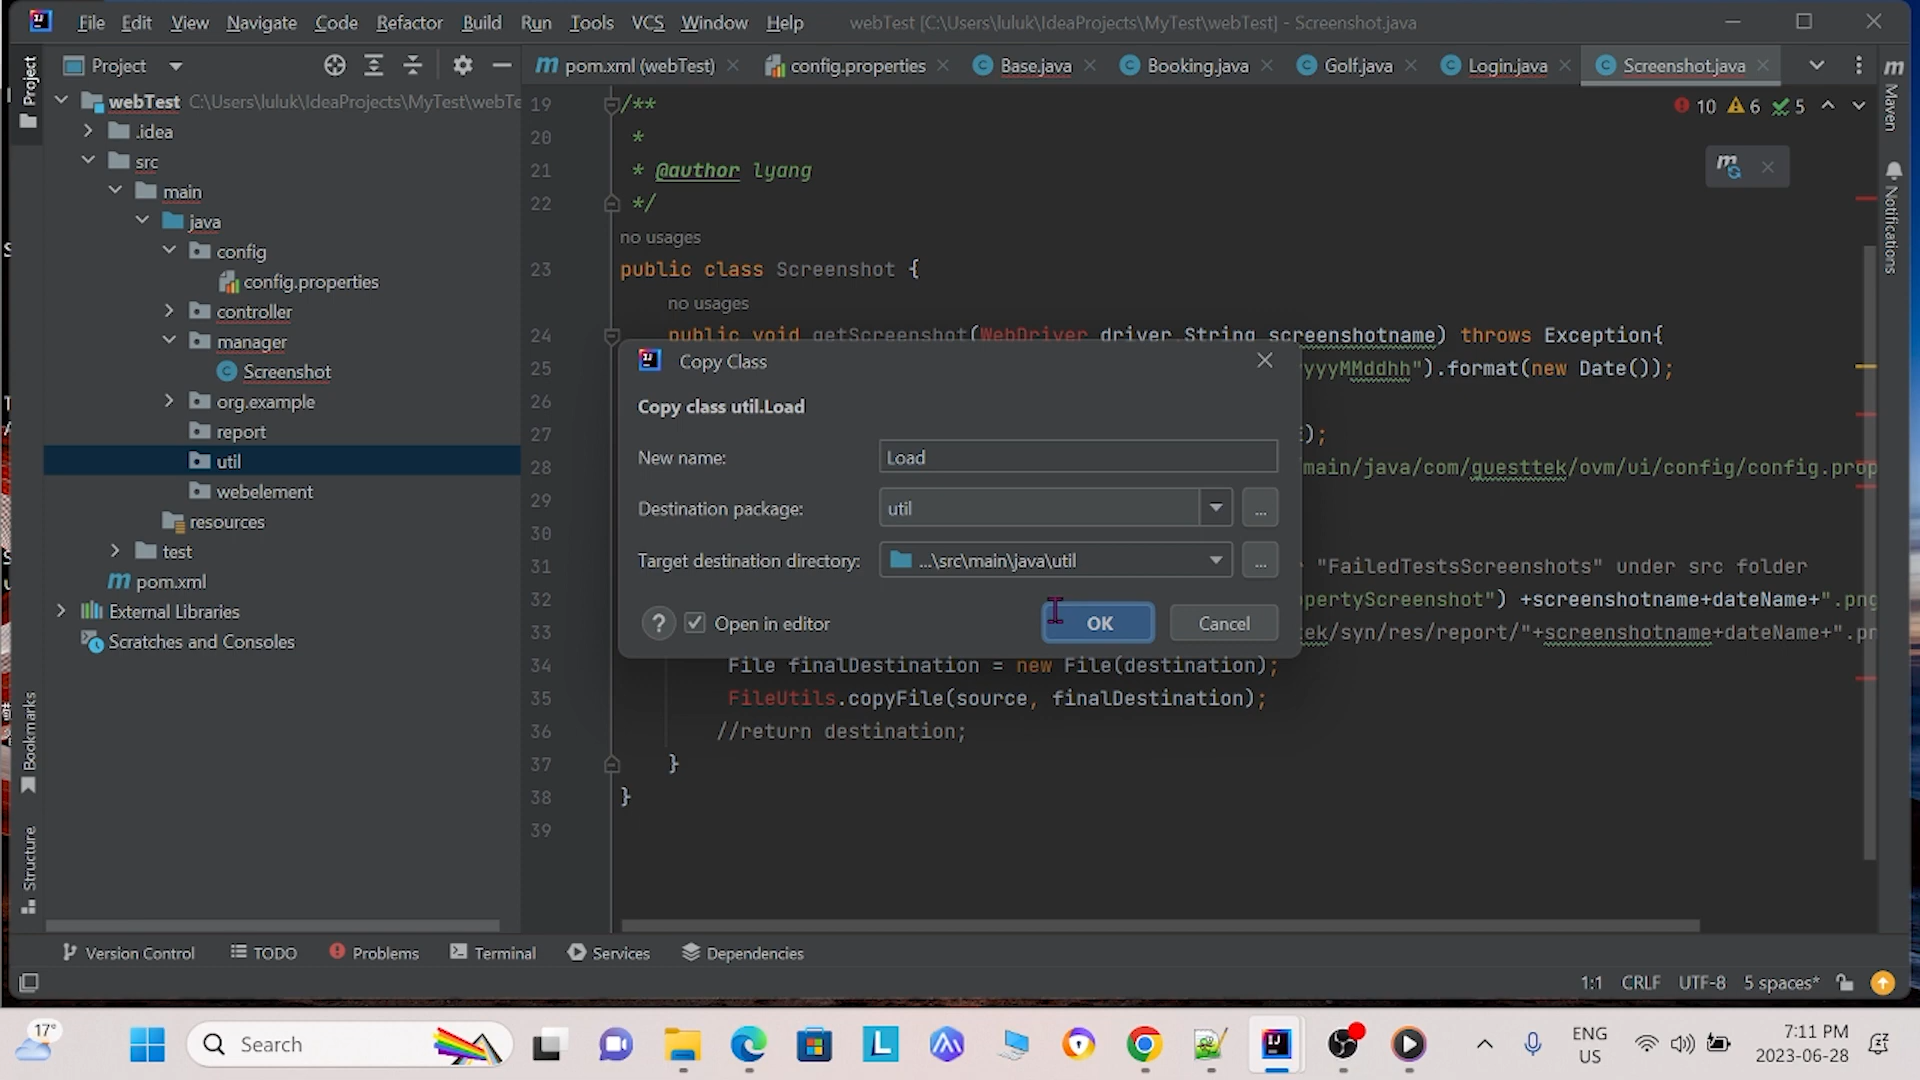 File Edit View Navigate Code Refactor Build Run Tools VCS Window Help webTest [C:\Users\luluk\IdeaProjects\MyTest\webTest] - Screenshot.java
Project
pom.xml (webTest) config.properties Base.java Booking.java Golf.java Login.java Screenshot.java
Project
Maven
Notifications
Bookmarks
Structure
webTest C:\Users\luluk\IdeaProjects\MyTest\webTe
.idea
src
main
java
config
config.properties
controller
manager
Screenshot
org.example
report
util
webelement
resources
test
pom.xml
External Libraries
Scratches and Consoles
10 6 5
19 /**
20 *
21 * @author lyang
22 */
no usages
23 public class Screenshot {
no usages
24 public void getScreenshot(WebDriver driver,String screenshotname) throws Exception{
25 yyyMMddhh").format(new Date());
26
27 );
28 main/java/com/guesttek/ovm/ui/config/config.prop
29
30
31 "FailedTestsScreenshots" under src folder
32 pertyScreenshot") +screenshotname+dateName+".png
33 tek/syn/res/report/"+screenshotname+dateName+".pn
34 File finalDestination = new File(destination);
35 FileUtils.copyFile(source, finalDestination);
36 //return destination;
37 }
38 }
39
Copy Class
Copy class util.Load
New name: Load
Destination package: util ...
Target destination directory: ...\src\main\java\util ...
? Open in editor OK Cancel
Version Control TODO Problems Terminal Services Dependencies
1:1 CRLF UTF-8 5 spaces*
17°
Search
ENG
US
7:11 PM
2023-06-28